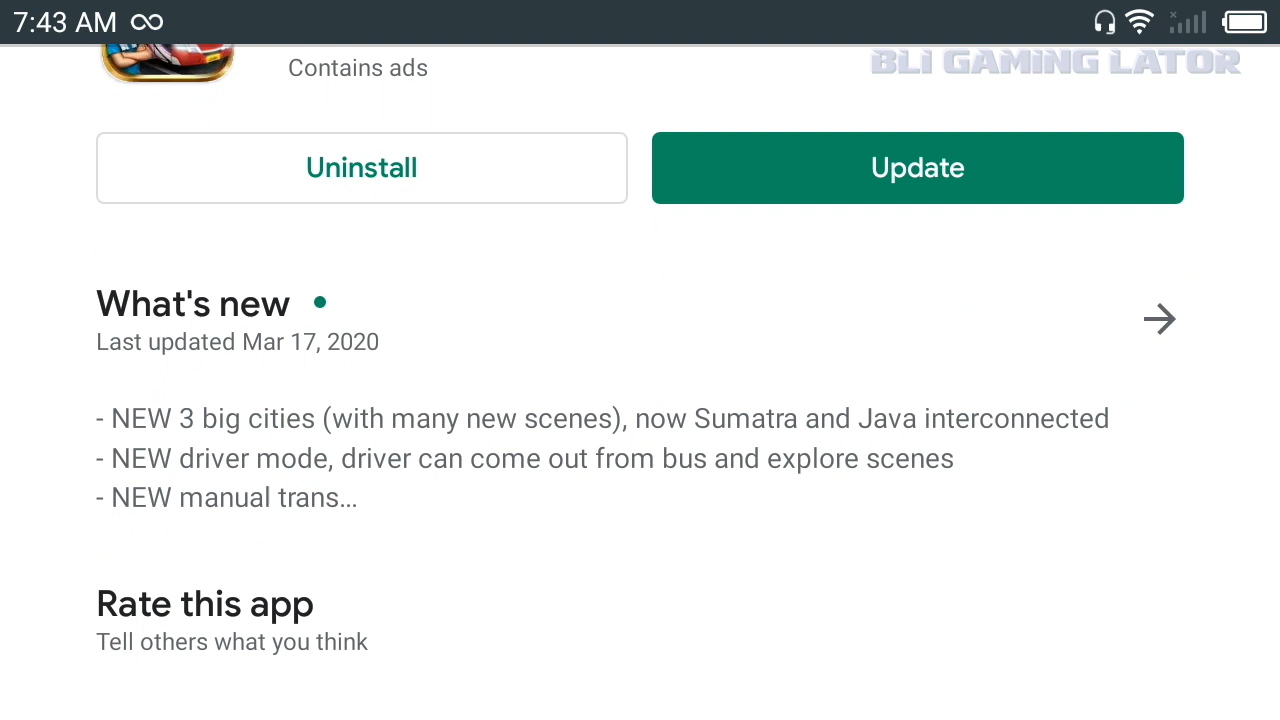 7:43 AM
Contains ads
BLI GAMING LATOR
Uninstall
Update
What's new
Last updated Mar 17, 2020
- NEW 3 big cities (with many new scenes), now Sumatra and Java interconnected
- NEW driver mode, driver can come out from bus and explore scenes
- NEW manual trans…
Rate this app
Tell others what you think